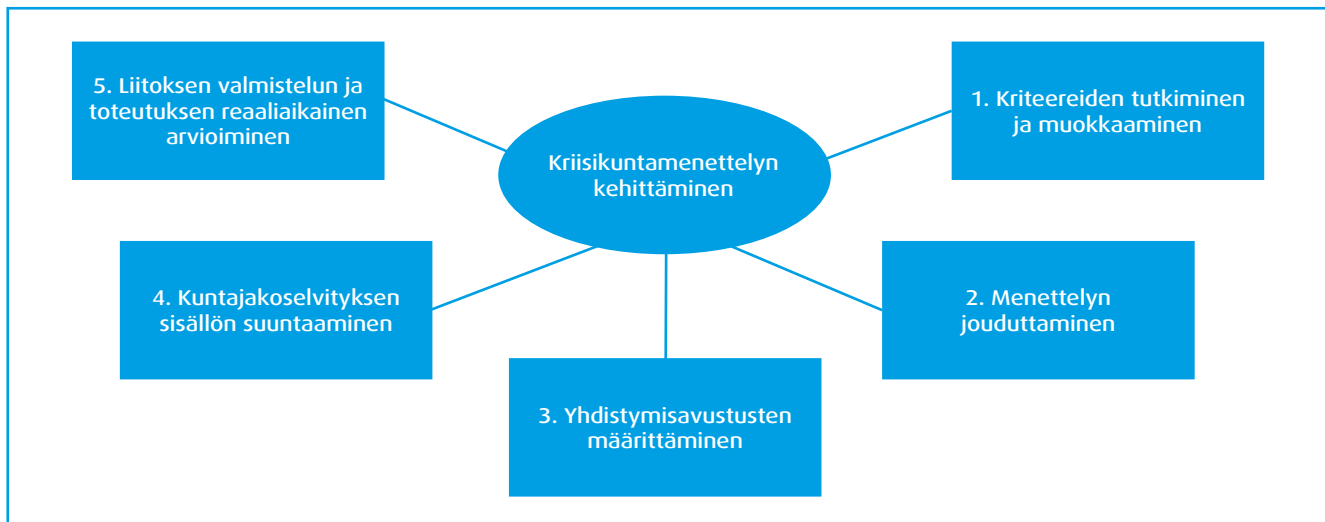 Kriisikuntamenettelyn
kehittäminen
1. Kriteereiden tutkiminen
ja muokkaaminen
2. Menettelyn
jouduttaminen
3. Yhdistymisavustusten
määrittäminen
4. Kuntajakoselvityksen
sisällön suuntaaminen
5. Liitoksen valmistelun ja
toteutuksen reaaliaikainen
arvioiminen